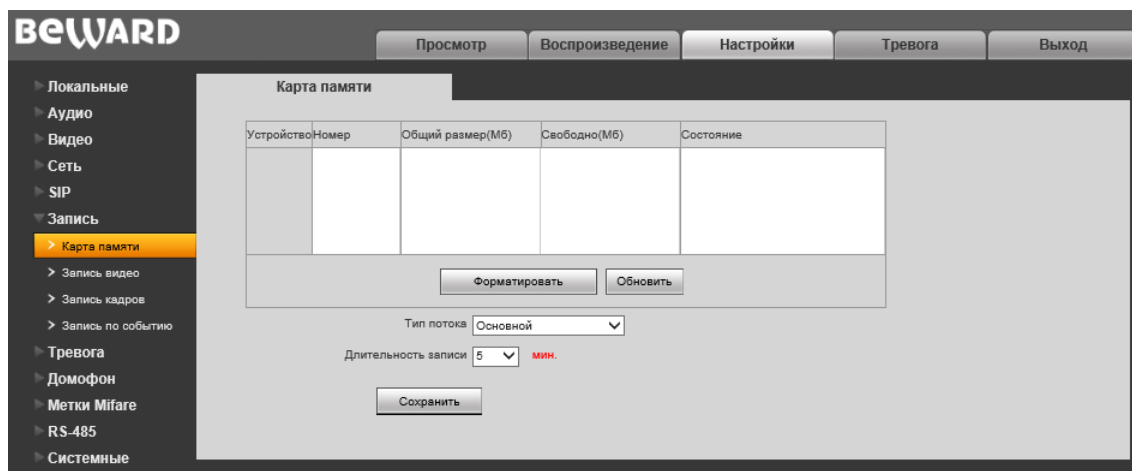 BEWARD
Просмотр Воспроизведение Настройки Тревога Выход
Локальные
Аудио
Видео
Сеть
SIP
Запись
Карта памяти
Запись видео
Запись кадров
Запись по событию
Тревога
Домофон
Метки Mifare
RS-485
Системные
Карта памяти
Устройство Номер Общий размер(Мб) Свободно(Мб) Состояние
Форматировать Обновить
Тип потока Основной
Длительность записи 5 мин.
Сохранить